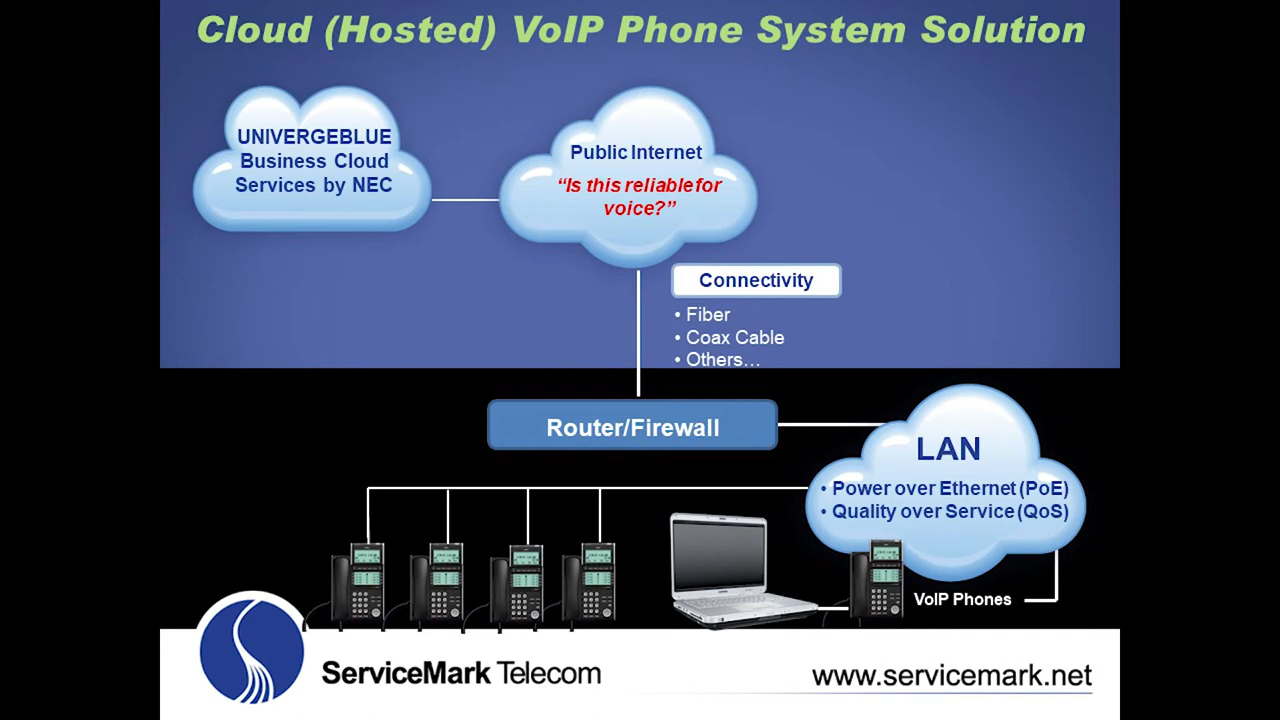 Cloud (Hosted) VoIP Phone System Solution
UNIVERGEBLUE
Business Cloud
Services by NEC
Public Internet
“Is this reliable for
voice?”
Connectivity
• Fiber
• Coax Cable
• Others…
Router/Firewall
LAN
• Power over Ethernet (PoE)
• Quality over Service (QoS)
VoIP Phones
ServiceMark Telecom
www.servicemark.net